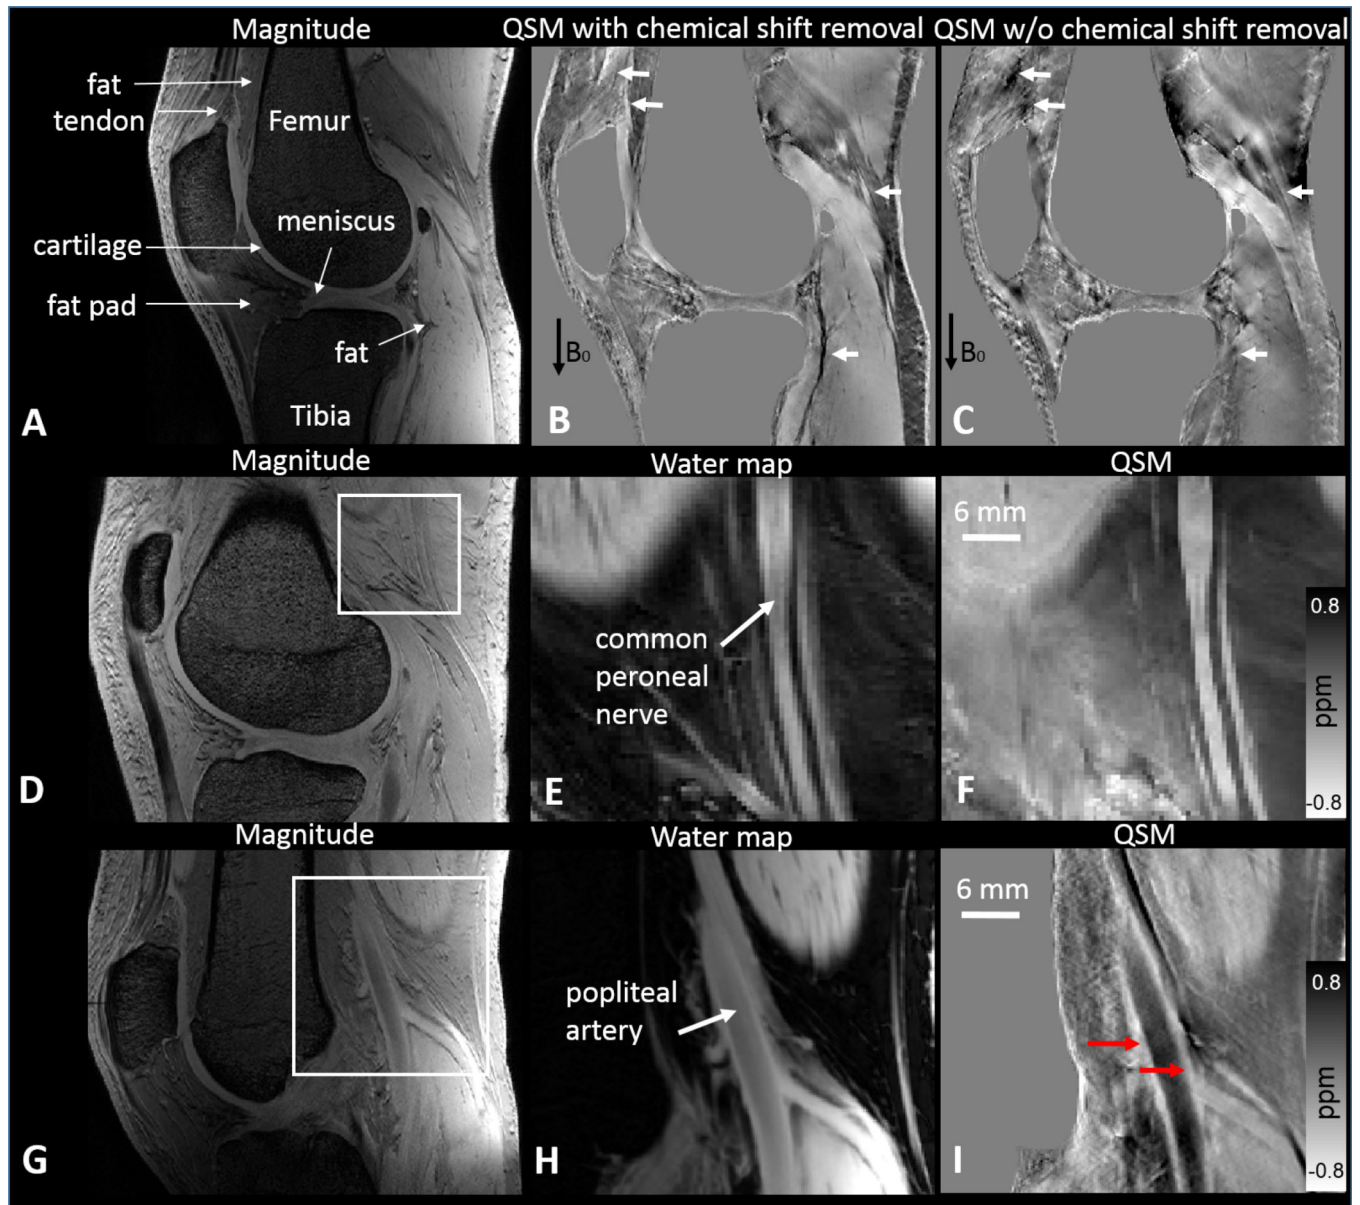 Magnitude
QSM with chemical shift removal
QSM w/o chemical shift removal
fat
tendon
Femur
meniscus
cartilage
fat pad
fat
Tibia
A
B₀
B
B₀
C
Magnitude
Water map
QSM
6 mm
common
peroneal
nerve
0.8
ppm
-0.8
D
E
F
Magnitude
Water map
QSM
6 mm
popliteal
artery
0.8
ppm
-0.8
G
H
I